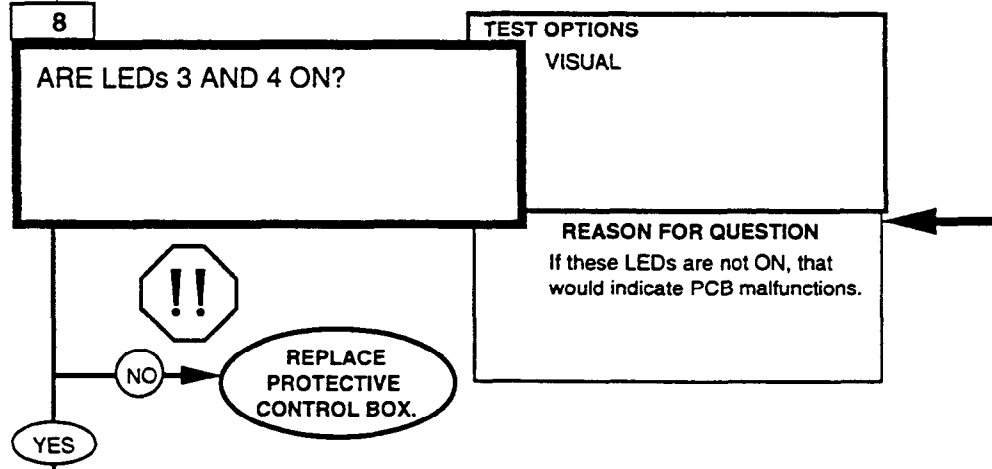 8
ARE LEDs 3 AND 4 ON?
TEST OPTIONS
VISUAL
REASON FOR QUESTION
If these LEDs are not ON, that
would indicate PCB malfunctions.
!!
NO
REPLACE
PROTECTIVE
CONTROL BOX.
YES